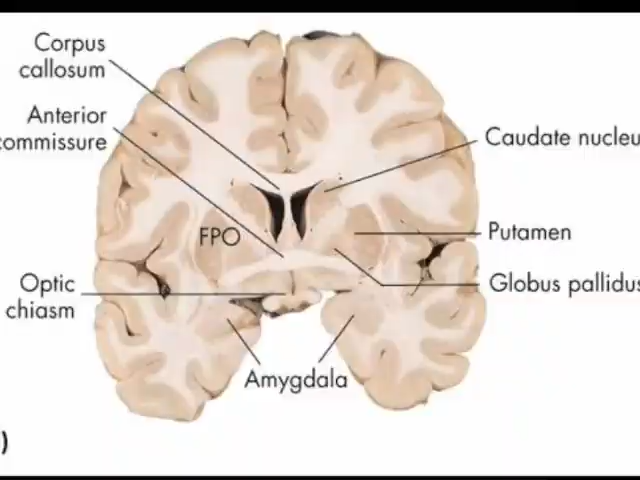 Corpus
callosum
Anterior
commissure
Caudate nucleu
FPO
Putamen
Optic
chiasm
Globus pallidus
Amygdala
)